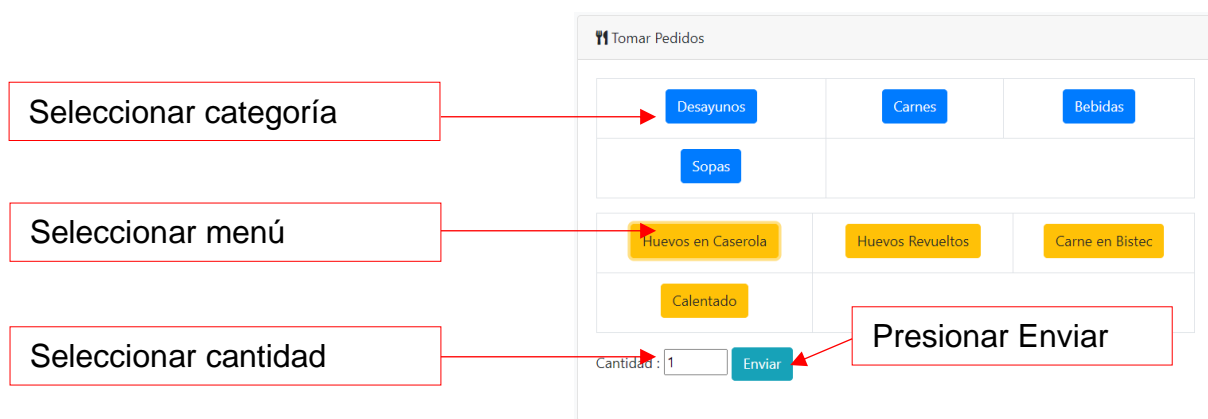 Tomar Pedidos
Seleccionar categoría
Desayunos Carnes Bebidas
Sopas
Seleccionar menú
Huevos en Caserola Huevos Revueltos Carne en Bistec
Calentado
Presionar Enviar
Seleccionar cantidad
Cantidad : 1 Enviar